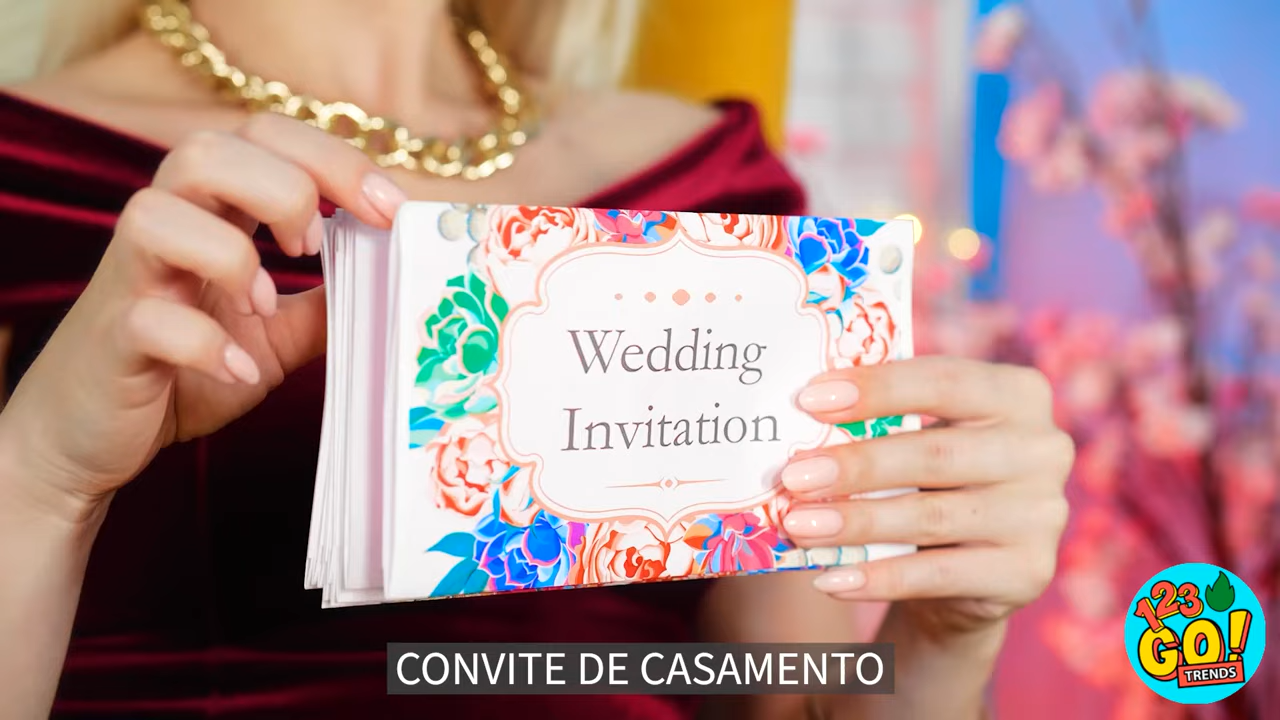 Wedding
Invitation
CONVITE DE CASAMENTO
123
GO!
TRENDS